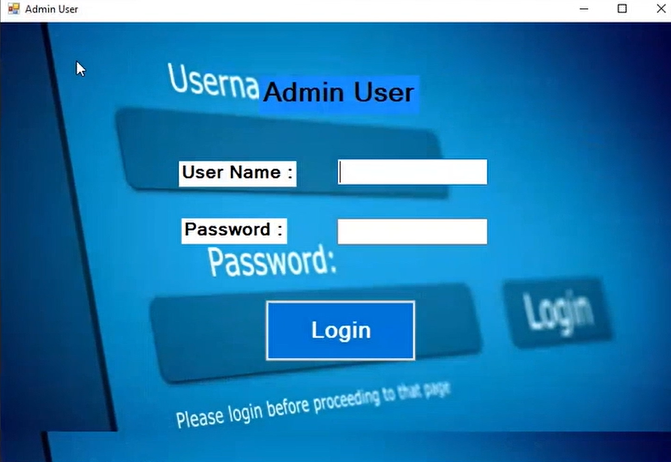 Admin User
Userna
Admin User
User Name :
Password :
Password:
Login
Login
Please login before proceeding to that page